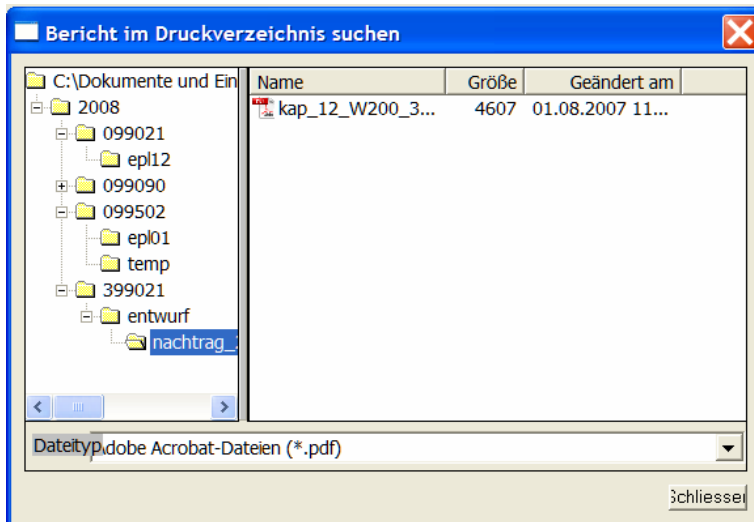 Bericht im Druckverzeichnis suchen
C:\Dokumente und Ein
Name Größe Geändert am
2008
kap_12_W200_3... 4607 01.08.2007 11...
099021
epl12
099090
099502
epl01
temp
399021
entwurf
nachtrag_
Dateityp dobe Acrobat-Dateien (*.pdf)
Schliessen